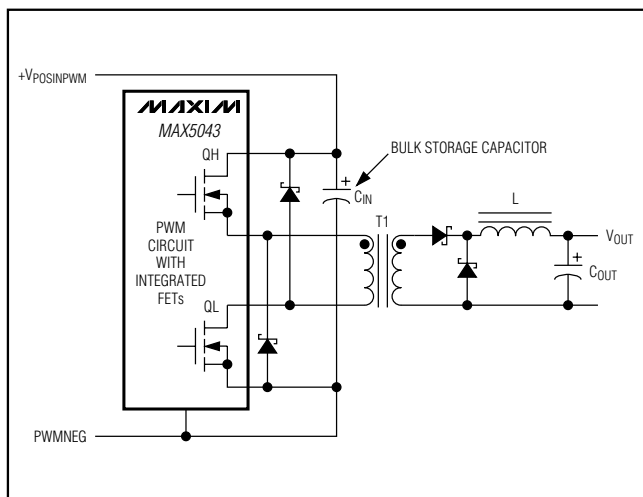 +VPOSINPWM
MAXIM
MAX5043
QH
BULK STORAGE CAPACITOR
+
CIN
T1
L
PWM
CIRCUIT
WITH
INTEGRATED
FETs
VOUT
+
COUT
QL
PWMNEG